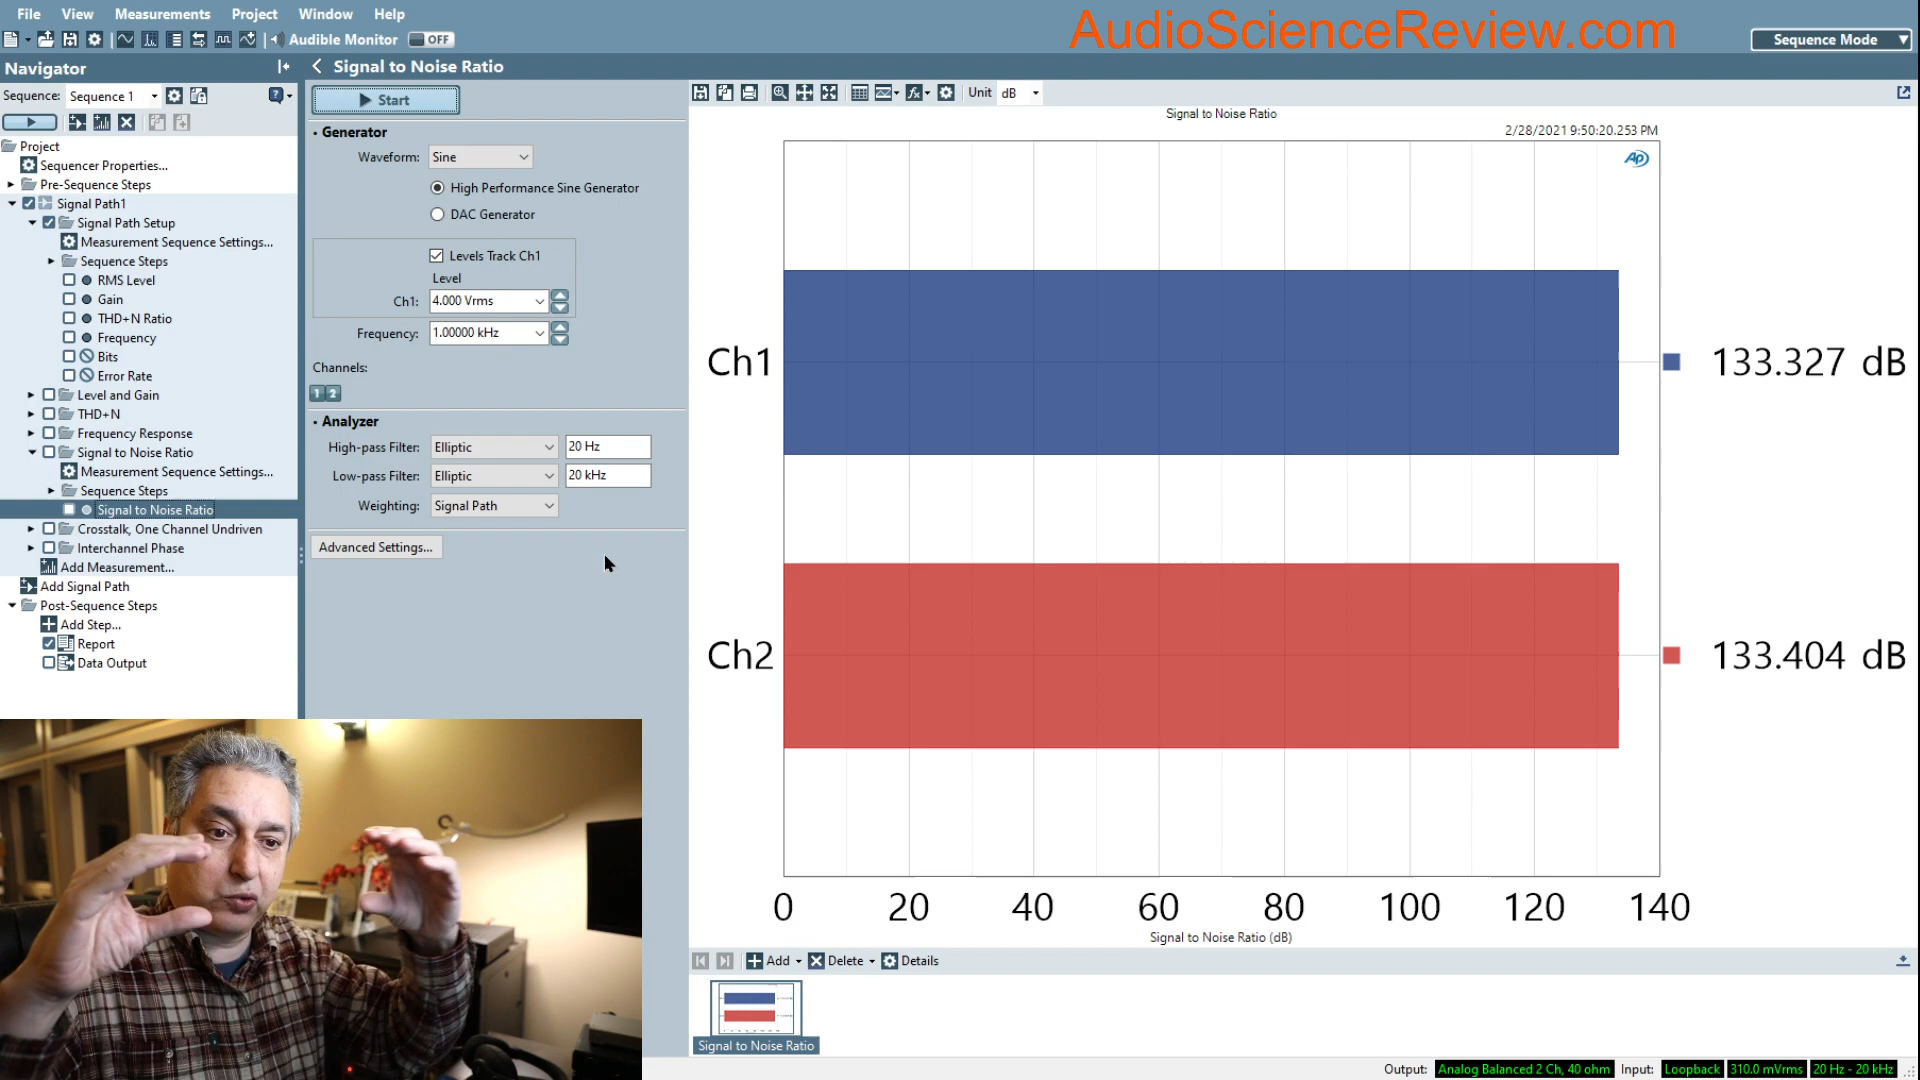 File View Measurements Project Window Help
AudioScienceReview.com
Audible Monitor OFF
Sequence Mode
Navigator
Signal to Noise Ratio
Sequence: Sequence 1
Start
Unit dB
Signal to Noise Ratio
2/28/2021 9:50:20.253 PM
AP
Project
Sequencer Properties...
Pre-Sequence Steps
Signal Path1
Signal Path Setup
Measurement Sequence Settings...
Sequence Steps
RMS Level
Gain
THD+N Ratio
Frequency
Bits
Error Rate
Level and Gain
THD+N
Frequency Response
Signal to Noise Ratio
Measurement Sequence Settings...
Sequence Steps
Signal to Noise Ratio
Crosstalk, One Channel Undriven
Interchannel Phase
Add Measurement...
Add Signal Path
Post-Sequence Steps
Add Step...
Report
Data Output
Generator
Waveform: Sine
High Performance Sine Generator
DAC Generator
Levels Track Ch1
Level
Ch1: 4.000 Vrms
Frequency: 1.00000 kHz
Channels:
1 2
Analyzer
High-pass Filter: Elliptic 20 Hz
Low-pass Filter: Elliptic 20 kHz
Weighting: Signal Path
Advanced Settings...
Ch1 133.327 dB
Ch2 133.404 dB
0 20 40 60 80 100 120 140
Signal to Noise Ratio (dB)
Add Delete Details
Signal to Noise Ratio
Output: Analog Balanced 2 Ch, 40 ohm Input: Loopback 310.0 mVrms 20 Hz - 20 kHz